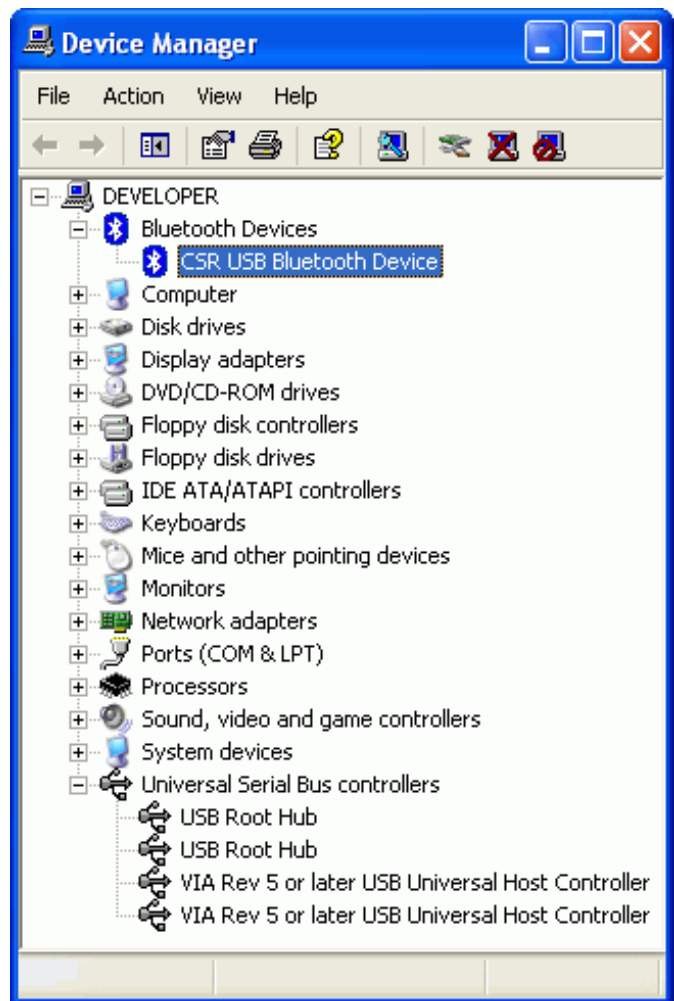 Device Manager
File Action View Help
DEVELOPER
Bluetooth Devices
CSR USB Bluetooth Device
Computer
Disk drives
Display adapters
DVD/CD-ROM drives
Floppy disk controllers
Floppy disk drives
IDE ATA/ATAPI controllers
Keyboards
Mice and other pointing devices
Monitors
Network adapters
Ports (COM & LPT)
Processors
Sound, video and game controllers
System devices
Universal Serial Bus controllers
USB Root Hub
USB Root Hub
VIA Rev 5 or later USB Universal Host Controller
VIA Rev 5 or later USB Universal Host Controller